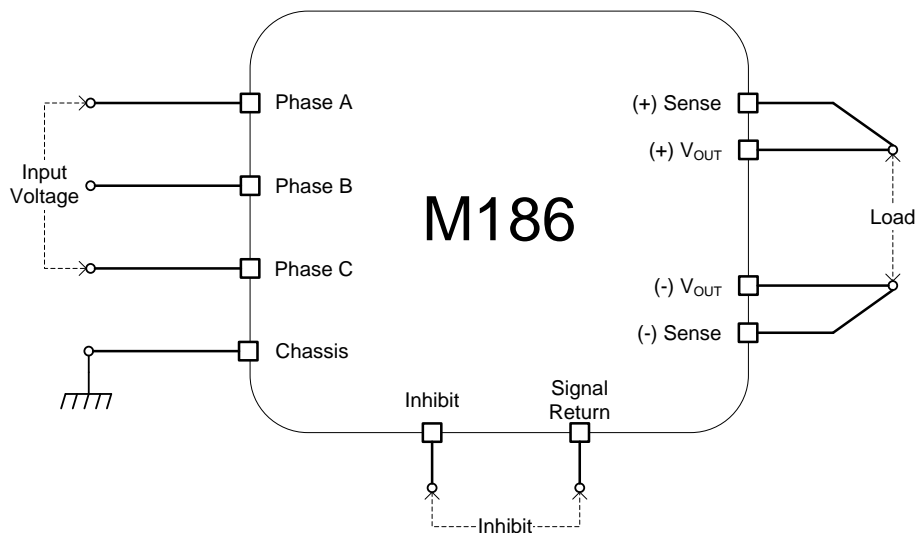 Phase A
Phase B
Phase C
Chassis
Input
Voltage
M186
(+) Sense
(+) VOUT
(-) VOUT
(-) Sense
Load
Inhibit
Signal
Return
Inhibit